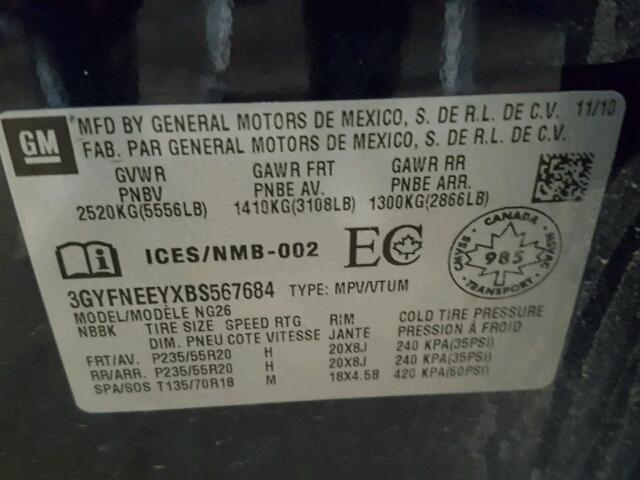 GM
MFD BY GENERAL MOTORS DE MEXICO, S. DE R.L. DE C.V. 11/10
FAB. PAR GENERAL MOTORS DE MEXICO, S. DE R.L. DE C.V.
GVWR GAWR FRT GAWR RR
PNBV PNBE AV. PNBE ARR.
2520KG(5556LB) 1410KG(3108LB) 1300KG(2866LB)
i ICES/NMB-002 EC CANADA CMVSS 985 NSVAC TRANSPORT
3GYFNEEYXBS567684 TYPE: MPV/VTUM
MODEL/MODÈLE NG26
NBBK TIRE SIZE SPEED RTG RIM COLD TIRE PRESSURE
DIM. PNEU COTE VITESSE JANTE PRESSION À FROID
FRT/AV. P235/55R20 H 20X8J 240 KPA(35PSI)
RR/ARR. P235/55R20 H 20X8J 240 KPA(35PSI)
SPA/SOS T135/70R18 M 18X4.5B 420 KPA(60PSI)